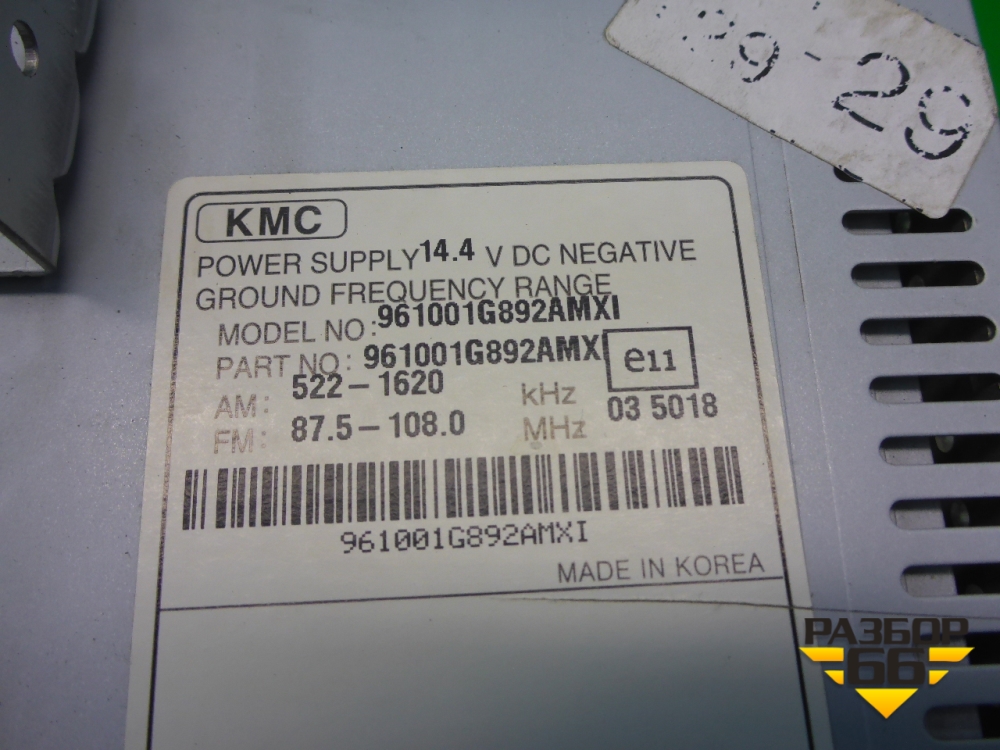 29
KMC
POWER SUPPLY 14.4 V DC NEGATIVE
GROUND FREQUENCY RANGE
MODEL NO: 961001G892AMXI
PART NO: 961001G892AMX
e11
AM: 522-1620 kHz
03 5018
FM: 87.5-108.0 MHz
961001G892AMXI
MADE IN KOREA
РАЗБОР
66